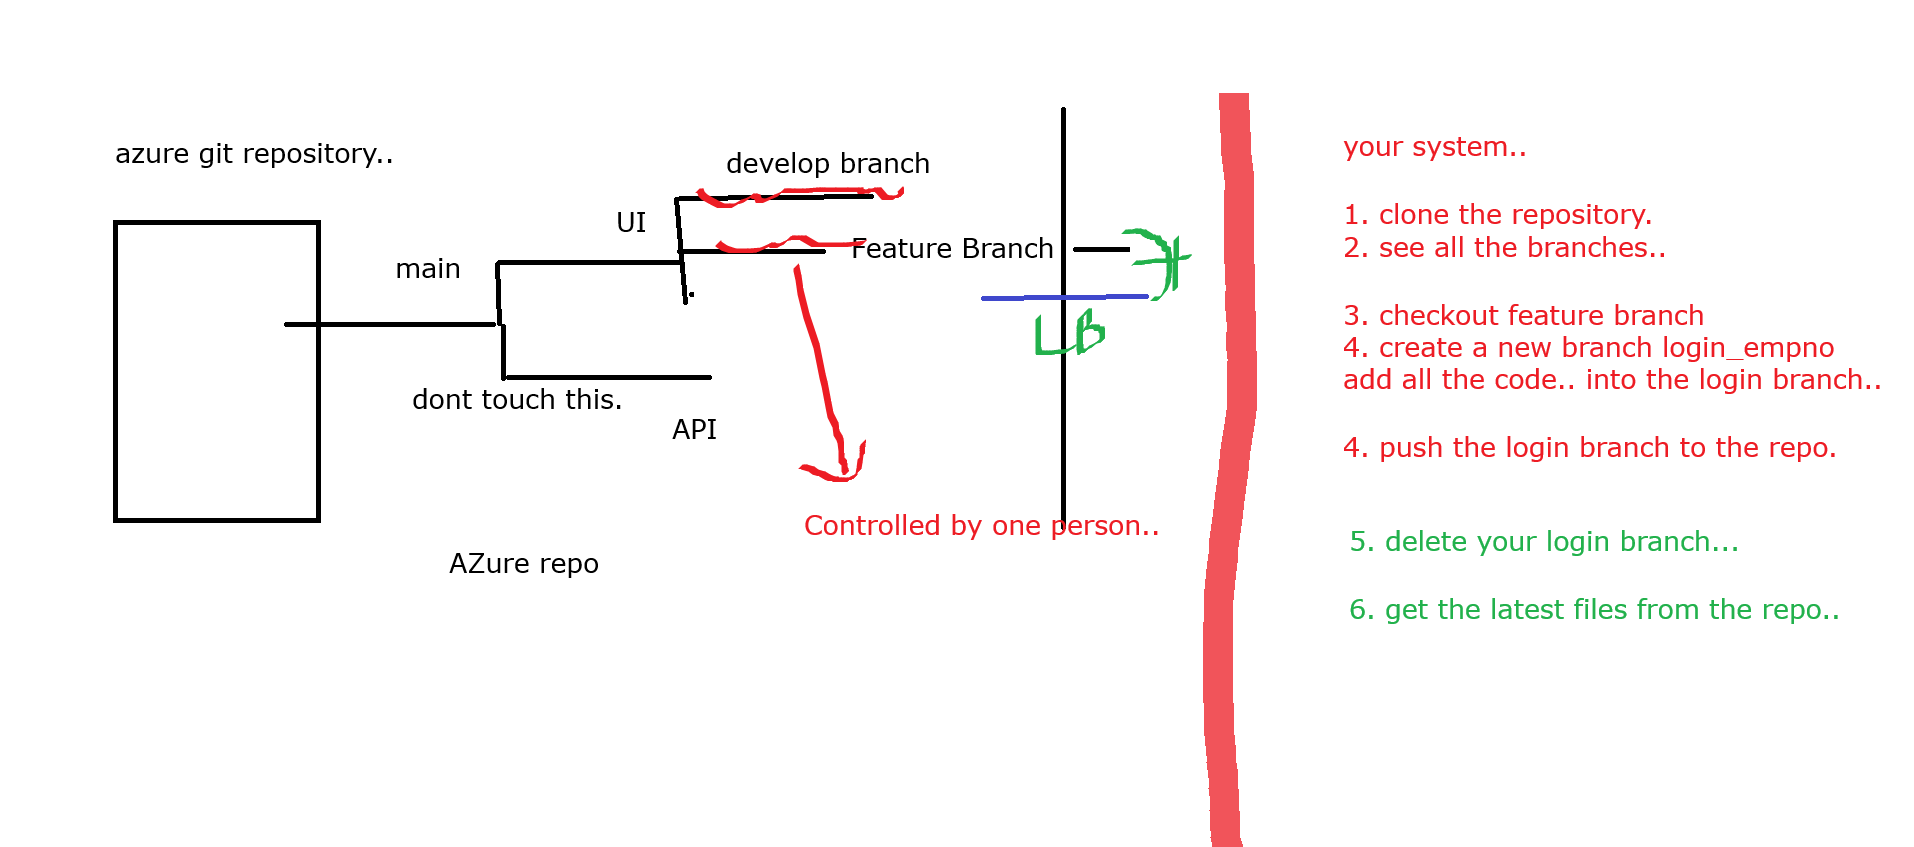 azure git repository..
develop branch
UI
Feature Branch
main
LB
dont touch this.
API
Controlled by one person..
AZure repo
your system..
1. clone the repository.
2. see all the branches..
3. checkout feature branch
4. create a new branch login_empno
add all the code.. into the login branch..
4. push the login branch to the repo.
5. delete your login branch...
6. get the latest files from the repo..